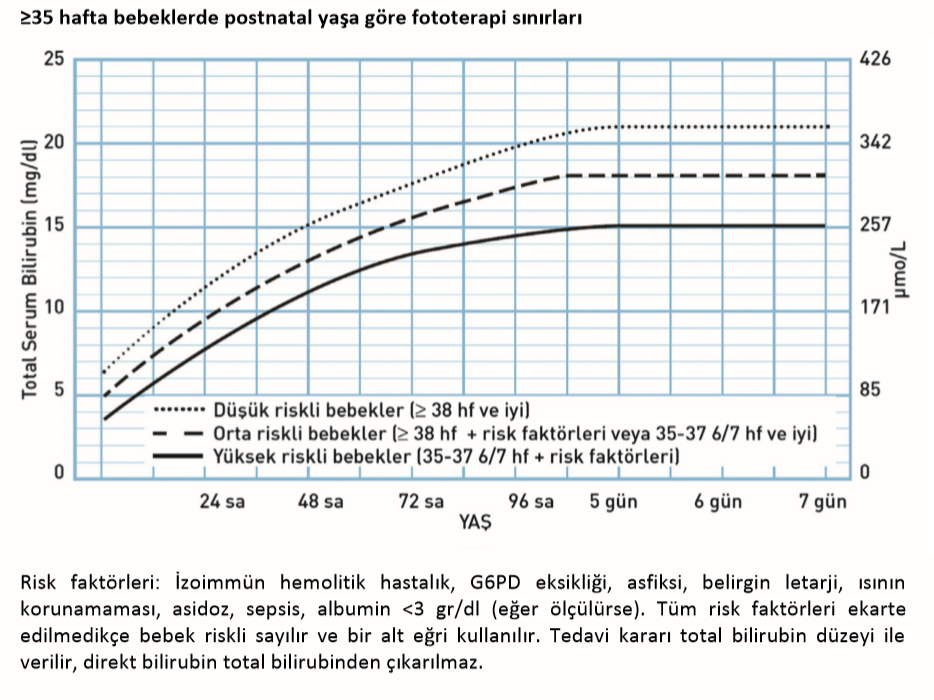 ≥35 hafta bebeklerde postnatal yaşa göre fototerapi sınırları
Total Serum Bilirubin (mg/dl)
25
20
15
10
5
0
426
342
257
171
85
0
µmo/L
Düşük riskli bebekler (≥ 38 hf ve iyi)
Orta riskli bebekler (≥ 38 hf + risk faktörleri veya 35-37 6/7 hf ve iyi)
Yüksek riskli bebekler (35-37 6/7 hf + risk faktörleri)
24 sa 48 sa 72 sa 96 sa 5 gün 6 gün 7 gün
YAŞ
Risk faktörleri: İzoimmün hemolitik hastalık, G6PD eksikliği, asfiksi, belirgin letarji, ısının
korunamaması, asidoz, sepsis, albumin <3 gr/dl (eğer ölçülürse). Tüm risk faktörleri ekarte
edilmedikçe bebek riskli sayılır ve bir alt eğri kullanılır. Tedavi kararı total bilirubin düzeyi ile
verilir, direkt bilirubin total bilirubinden çıkarılmaz.